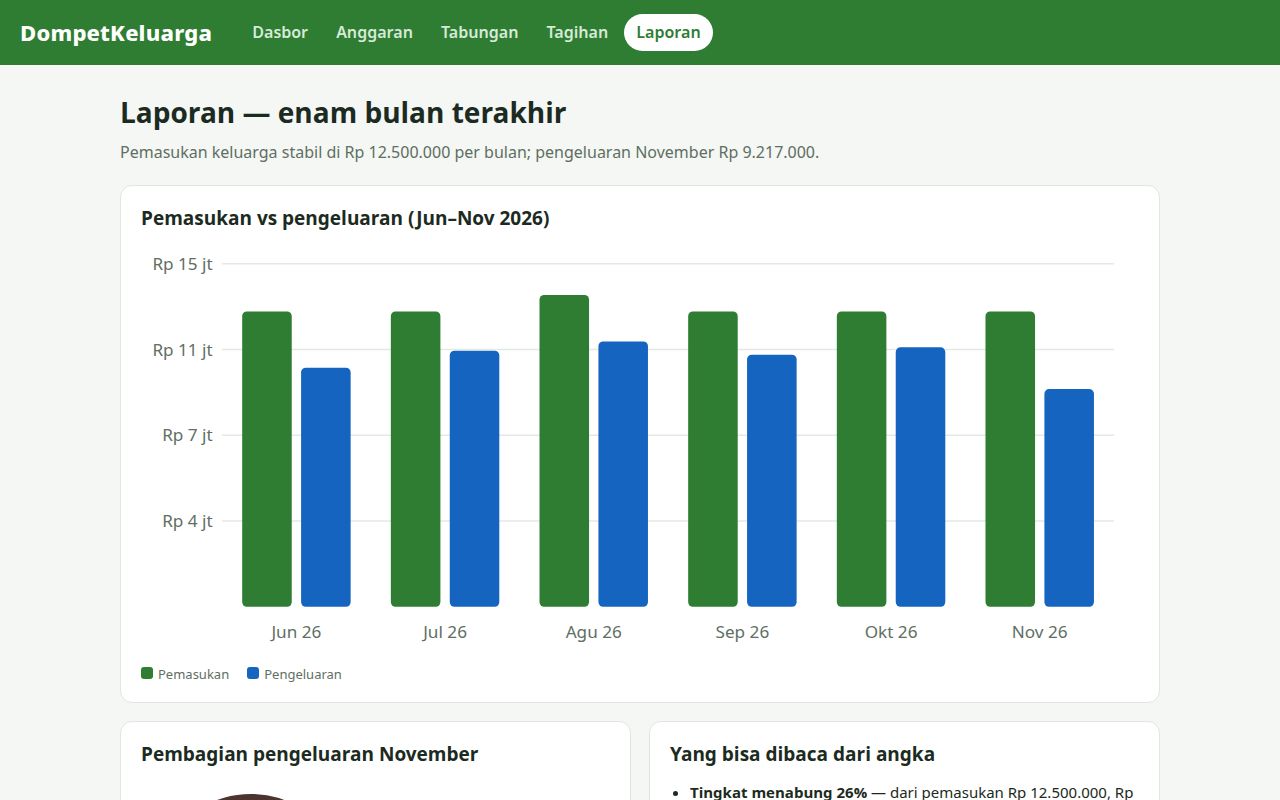 DompetKeluarga
Dasbor
Anggaran
Tabungan
Tagihan
Laporan
Laporan — enam bulan terakhir
Pemasukan keluarga stabil di Rp 12.500.000 per bulan; pengeluaran November Rp 9.217.000.
Pemasukan vs pengeluaran (Jun–Nov 2026)
Rp 15 jt
Rp 11 jt
Rp 7 jt
Rp 4 jt
Jun 26
Jul 26
Agu 26
Sep 26
Okt 26
Nov 26
Pemasukan
Pengeluaran
Pembagian pengeluaran November
Yang bisa dibaca dari angka
• Tingkat menabung 26% — dari pemasukan Rp 12.500.000, Rp